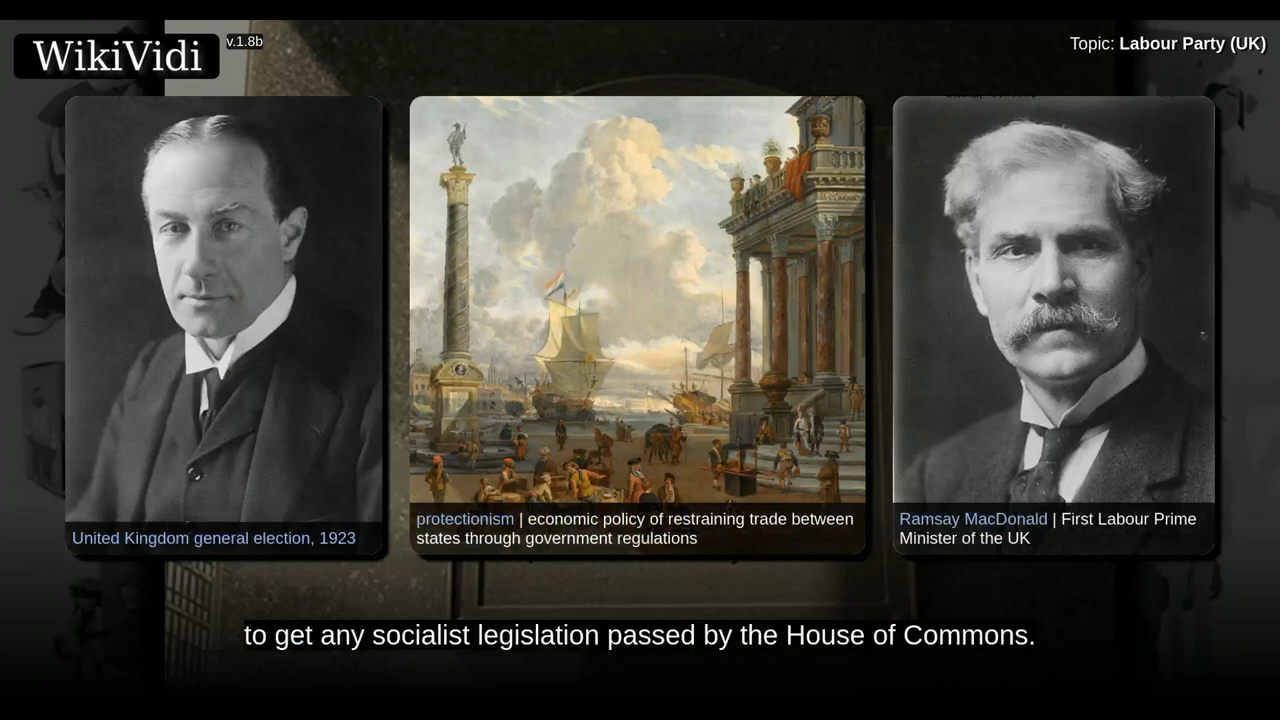 WikiVidi
v.1.8b
Topic: Labour Party (UK)
United Kingdom general election, 1923
protectionism | economic policy of restraining trade between
states through government regulations
Ramsay MacDonald | First Labour Prime
Minister of the UK
to get any socialist legislation passed by the House of Commons.